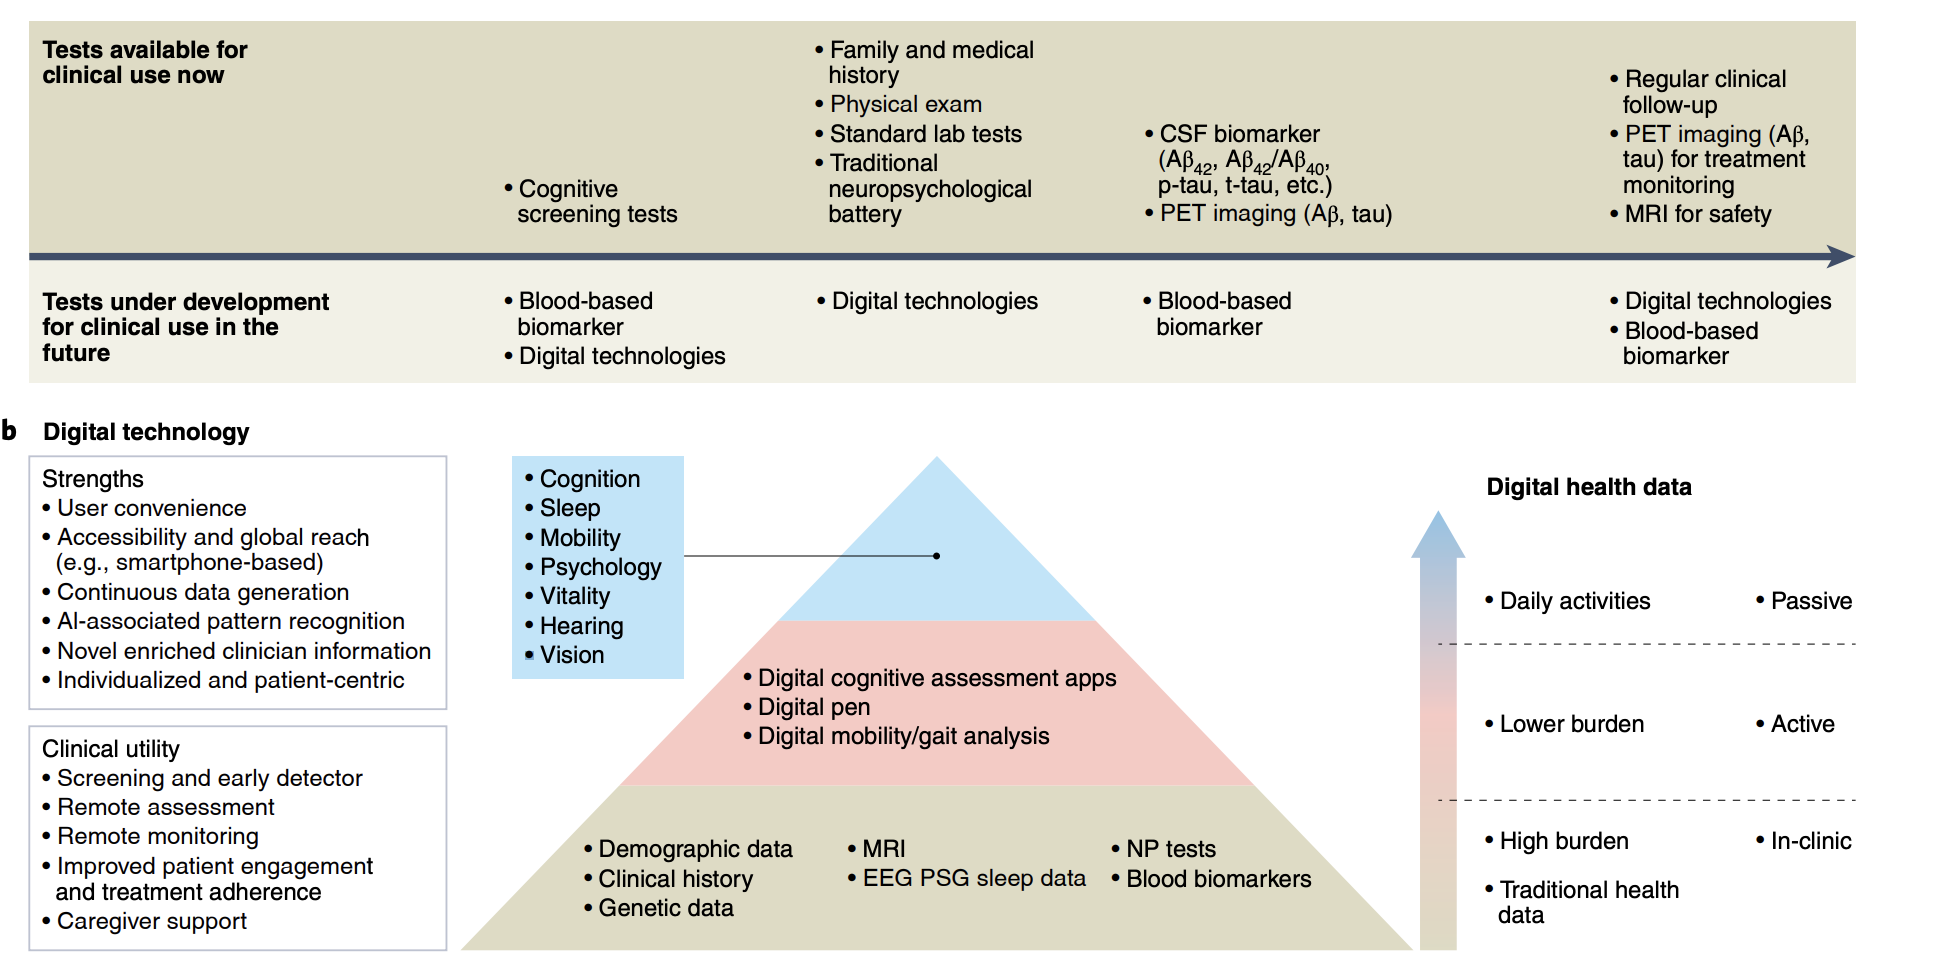 Tests available for
clinical use now
• Cognitive
screening tests
• Family and medical
history
• Physical exam
• Standard lab tests
• Traditional
neuropsychological
battery
• CSF biomarker
(Aβ42, Aβ42/Aβ40,
p-tau, t-tau, etc.)
• PET imaging (Aβ, tau)
• Regular clinical
follow-up
• PET imaging (Aβ,
tau) for treatment
monitoring
• MRI for safety
Tests under development
for clinical use in the
future
• Blood-based
biomarker
• Digital technologies
• Digital technologies
• Blood-based
biomarker
• Digital technologies
• Blood-based
biomarker
b Digital technology
Strengths
• User convenience
• Accessibility and global reach
(e.g., smartphone-based)
• Continuous data generation
• AI-associated pattern recognition
• Novel enriched clinician information
• Individualized and patient-centric
Clinical utility
• Screening and early detector
• Remote assessment
• Remote monitoring
• Improved patient engagement
and treatment adherence
• Caregiver support
• Cognition
• Sleep
• Mobility
• Psychology
• Vitality
• Hearing
• Vision
• Digital cognitive assessment apps
• Digital pen
• Digital mobility/gait analysis
• Demographic data
• Clinical history
• Genetic data
• MRI
• EEG PSG sleep data
• NP tests
• Blood biomarkers
Digital health data
• Daily activities
• Passive
• Lower burden
• Active
• High burden
• In-clinic
• Traditional health
data